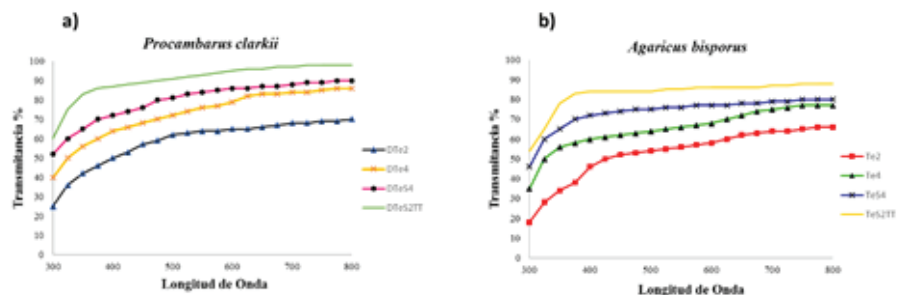 a)
Procambarus clarkii
Transmitancia %
100
90
80
70
60
50
40
30
20
10
0
300
400
500
600
700
800
Longitud de Onda
DTe2
DTe4
DTeS4
DTeS2TT
b)
Agaricus bisporus
Transmitancia %
100
90
80
70
60
50
40
30
20
10
0
300
400
500
600
700
800
Longitud de Onda
Te2
Te4
TeS4
TeS2TT